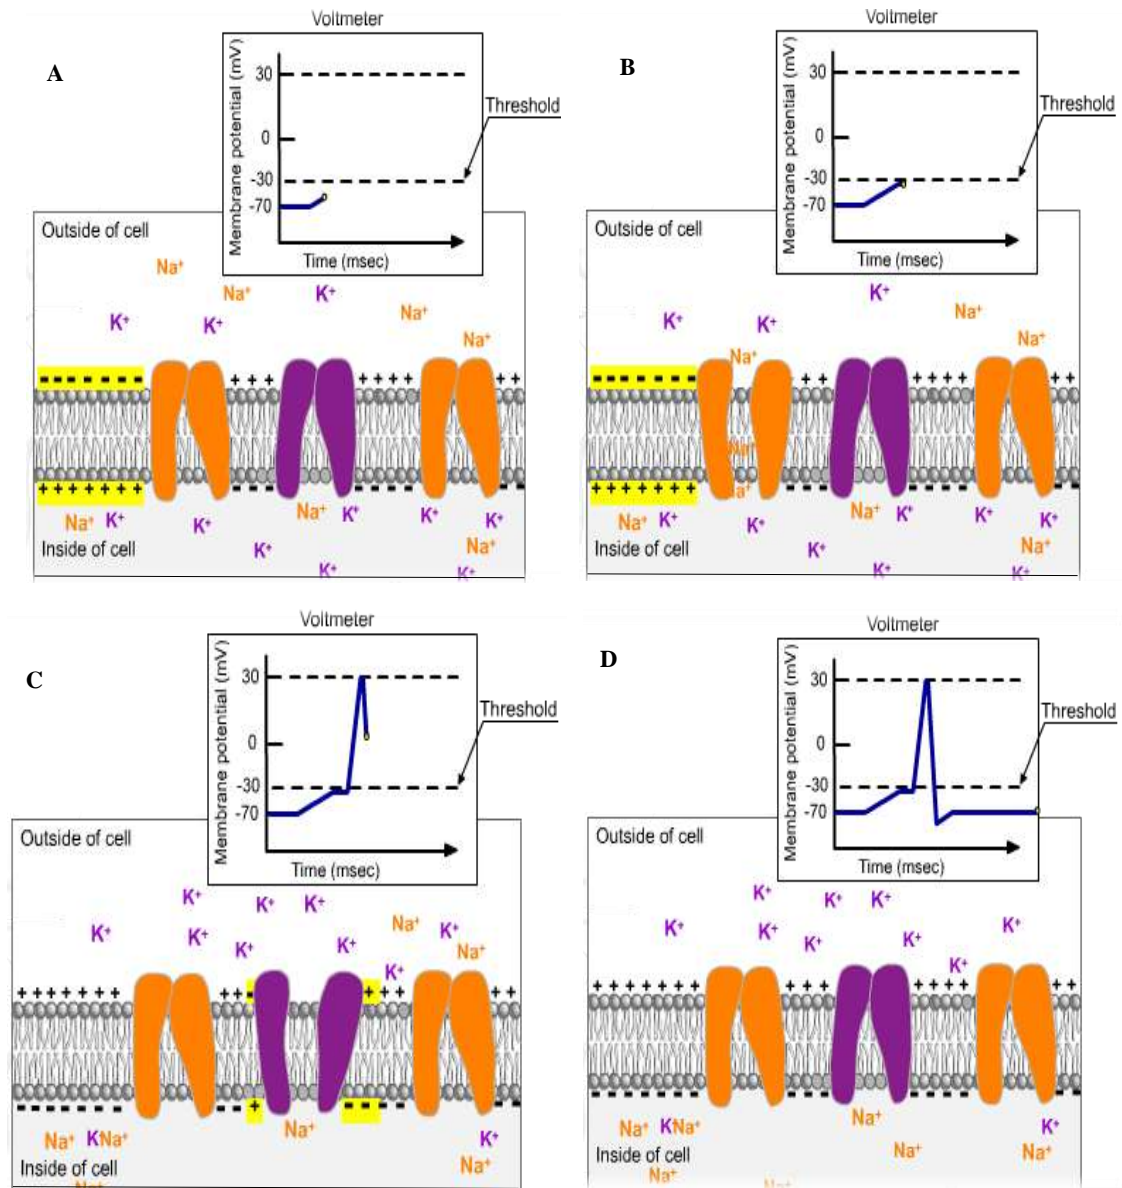 Voltmeter
A
Membrane potential (mV)
30
0
-30
-70
Threshold
Time (msec)
Outside of cell
Na⁺
Na⁺
K⁺
K⁺
K⁺
Na⁺
Na⁺
- - - - - - -
+ + + +
+ + + +
+ +
+ + + + + + +
- - - -
- - - - -
- -
Na⁺ K⁺ K⁺ Na⁺ K⁺ K⁺ K⁺
Inside of cell K⁺ Na⁺
K⁺ K⁺
Voltmeter
B
Membrane potential (mV)
30
0
-30
-70
Threshold
Time (msec)
Outside of cell
K⁺
K⁺
K⁺
Na⁺
Na⁺
Na⁺
- - - - - - -
+ + + +
+ +
Na⁺
Na⁺
+ + + + + + +
- - - -
- - - - -
- -
Na⁺ K⁺ K⁺ Na⁺ K⁺ K⁺ K⁺
Inside of cell K⁺ Na⁺
K⁺ K⁺
Voltmeter
C
Membrane potential (mV)
30
0
-30
-70
Threshold
Time (msec)
Outside of cell
K⁺ K⁺ K⁺
K⁺ K⁺ K⁺ K⁺ Na⁺ K⁺
K⁺ Na⁺
+ + + + + + +
+ + -
+ + +
+ +
- - - - - - -
- - +
- - - - -
- -
Na⁺ K⁺Na⁺ Na⁺ K⁺
Inside of cell Na⁺
Na⁺
Voltmeter
D
Membrane potential (mV)
30
0
-30
-70
Threshold
Time (msec)
Outside of cell
K⁺ K⁺ K⁺
K⁺ K⁺ K⁺ K⁺ K⁺
K⁺
+ + + + + + +
+ + + +
+ + + + +
+ +
- - - - - - -
- - - -
- - - - -
- -
Na⁺ K⁺Na⁺ Na⁺ K⁺
Inside of cell Na⁺ Na⁺
Na⁺